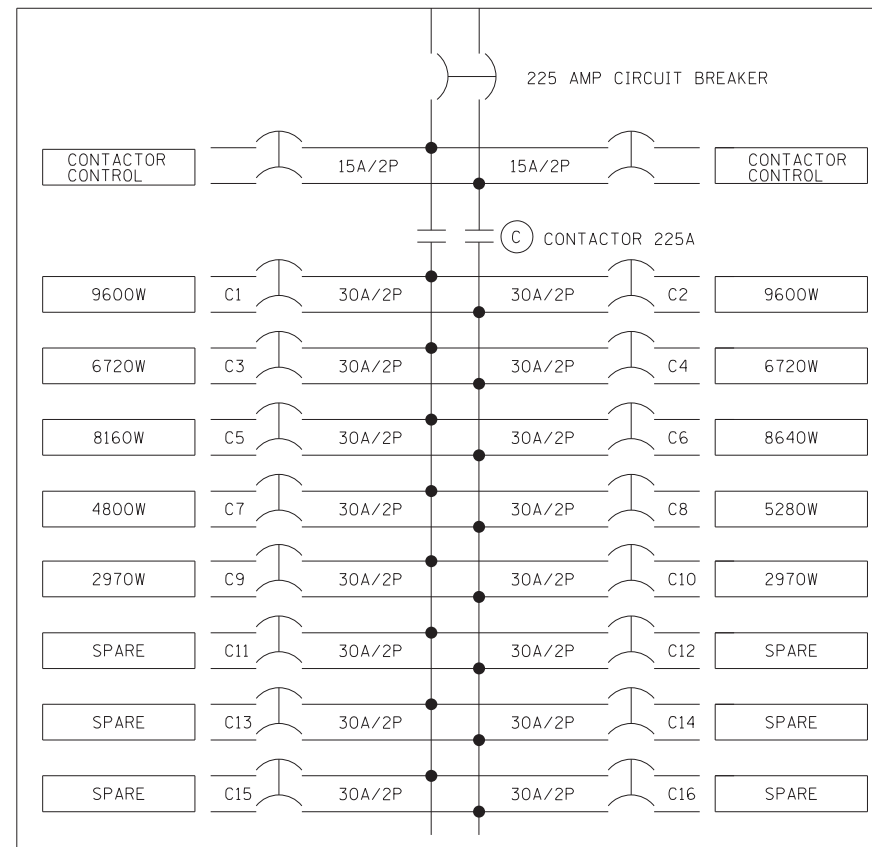 225 AMP CIRCUIT BREAKER
CONTACTOR CONTROL 15A/2P 15A/2P CONTACTOR CONTROL
C CONTACTOR 225A
9600W C1 30A/2P 30A/2P C2 9600W
6720W C3 30A/2P 30A/2P C4 6720W
8160W C5 30A/2P 30A/2P C6 8640W
4800W C7 30A/2P 30A/2P C8 5280W
2970W C9 30A/2P 30A/2P C10 2970W
SPARE C11 30A/2P 30A/2P C12 SPARE
SPARE C13 30A/2P 30A/2P C14 SPARE
SPARE C15 30A/2P 30A/2P C16 SPARE